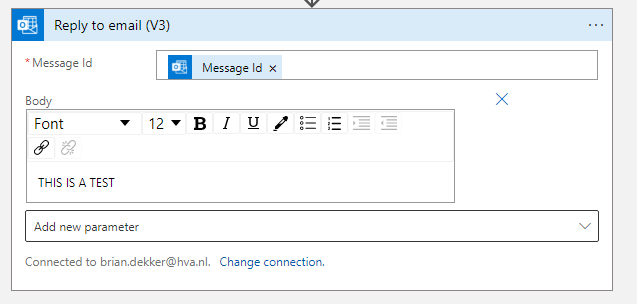 Reply to email (V3)
* Message Id
Message Id ×
Body
Font 12 B I U
THIS IS A TEST
Add new parameter
Connected to brian.dekker@hva.nl. Change connection.